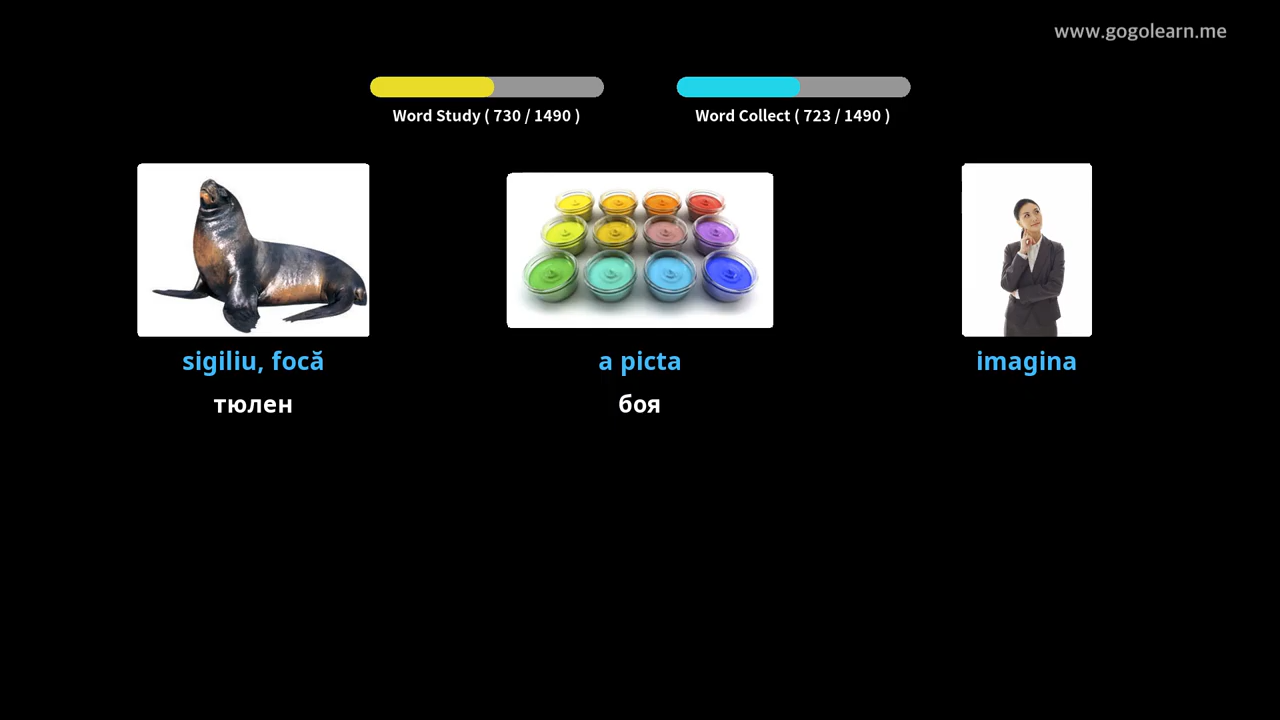 www.gogolearn.me
Word Study ( 730 / 1490 )
Word Collect ( 723 / 1490 )
sigiliu, focă
a picta
imagina
тюлен
боя